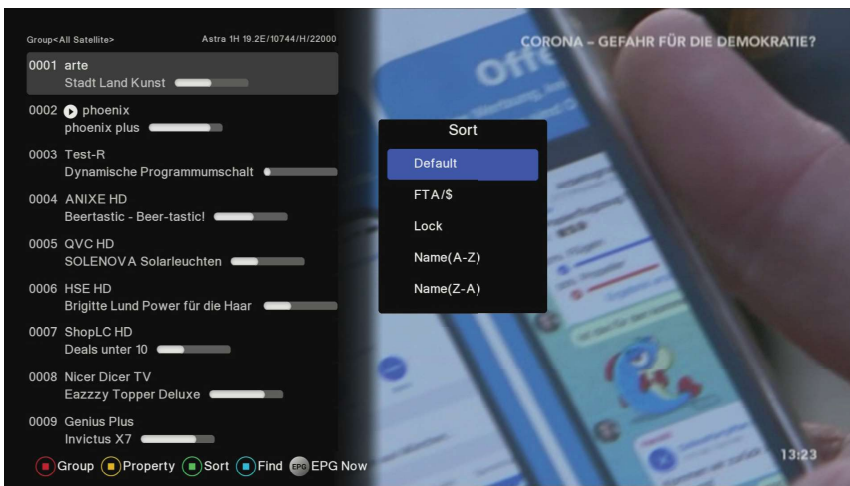 Group<All Satellite>
Astra 1H 19.2E/10744/H/22000
0001 arte
Stadt Land Kunst
0002 phoenix
phoenix plus
0003 Test-R
Dynamische Programmumschalt
0004 ANIXE HD
Beertastic - Beer-tastic!
0005 QVC HD
SOLENOVA Solarleuchten
0006 HSE HD
Brigitte Lund Power für die Haar
0007 ShopLC HD
Deals unter 10
0008 Nicer Dicer TV
Eazzzy Topper Deluxe
0009 Genius Plus
Invictus X7
Group Property Sort Find EPG EPG Now
Sort
Default
FTA/$
Lock
Name(A-Z)
Name(Z-A)
CORONA – GEFAHR FÜR DIE DEMOKRATIE?
13:23